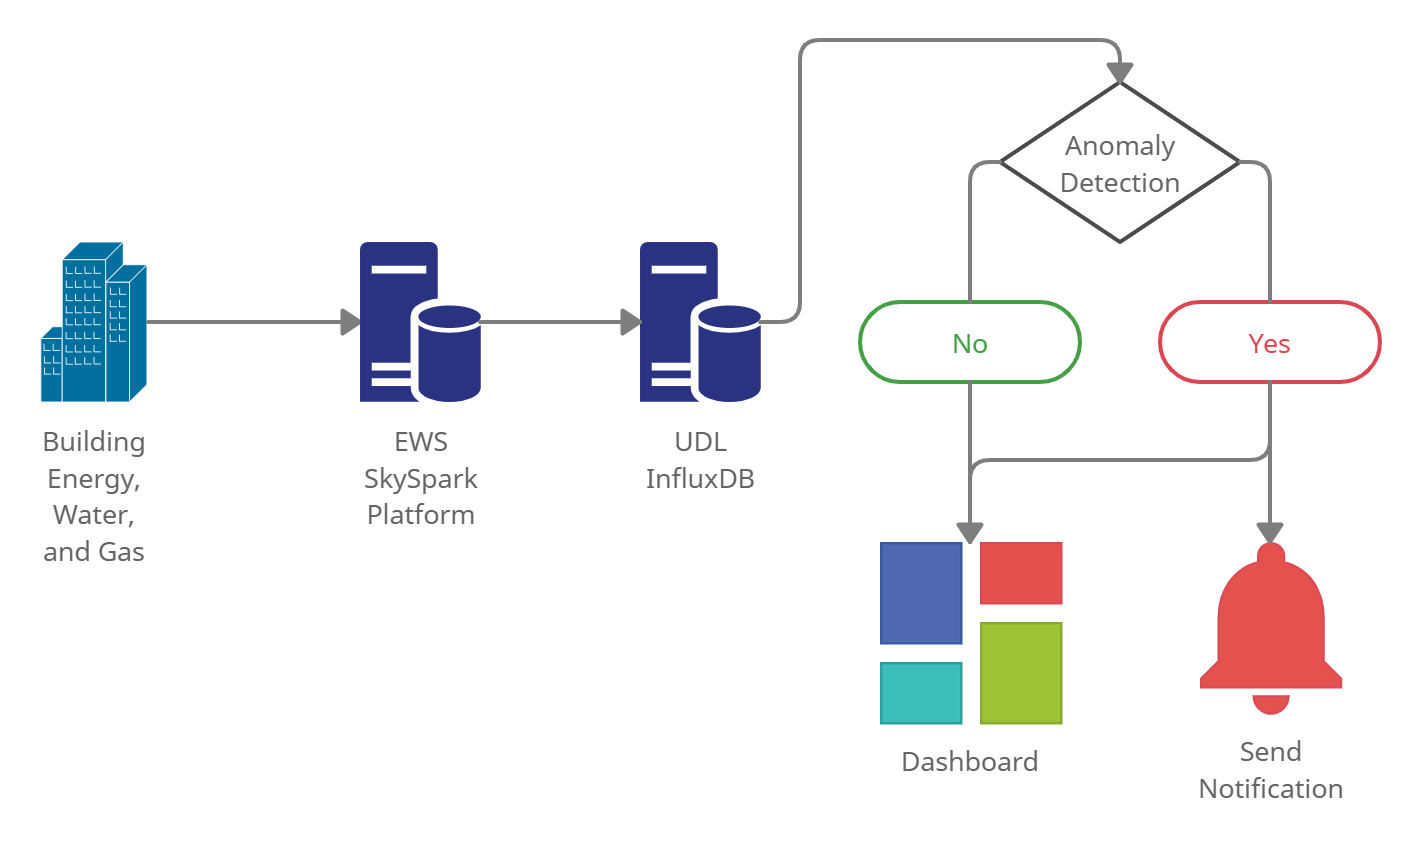 Anomaly
Detection
No
Yes
Building
Energy,
Water,
and Gas
EWS
SkySpark
Platform
UDL
InfluxDB
Dashboard
Send
Notification